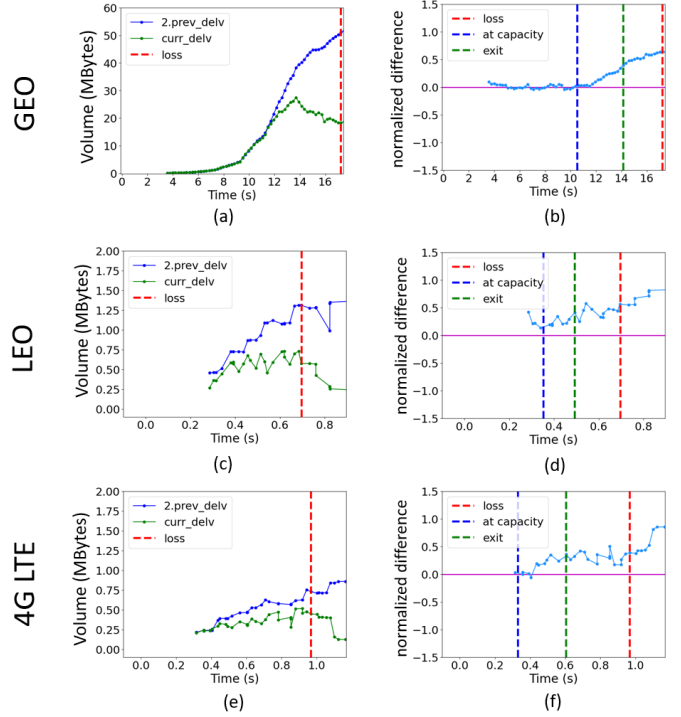 GEO
Volume (MBytes)
60
50
40
30
20
10
0
2.prev_delv
curr_delv
loss
0 2 4 6 8 10 12 14 16
Time (s)
(a)
normalized difference
1.5
1.0
0.5
0.0
-0.5
-1.0
-1.5
loss
at capacity
exit
0 2 4 6 8 10 12 14 16
Time (s)
(b)
LEO
Volume (MBytes)
2.00
1.75
1.50
1.25
1.00
0.75
0.50
0.25
0.00
2.prev_delv
curr_delv
loss
0.0 0.2 0.4 0.6 0.8
Time (s)
(c)
normalized difference
1.5
1.0
0.5
0.0
-0.5
-1.0
-1.5
loss
at capacity
exit
0.0 0.2 0.4 0.6 0.8
Time (s)
(d)
4G LTE
Volume (MBytes)
2.00
1.75
1.50
1.25
1.00
0.75
0.50
0.25
0.00
2.prev_delv
curr_delv
loss
0.0 0.2 0.4 0.6 0.8 1.0
Time (s)
(e)
normalized difference
1.5
1.0
0.5
0.0
-0.5
-1.0
-1.5
loss
at capacity
exit
0.0 0.2 0.4 0.6 0.8 1.0
Time (s)
(f)